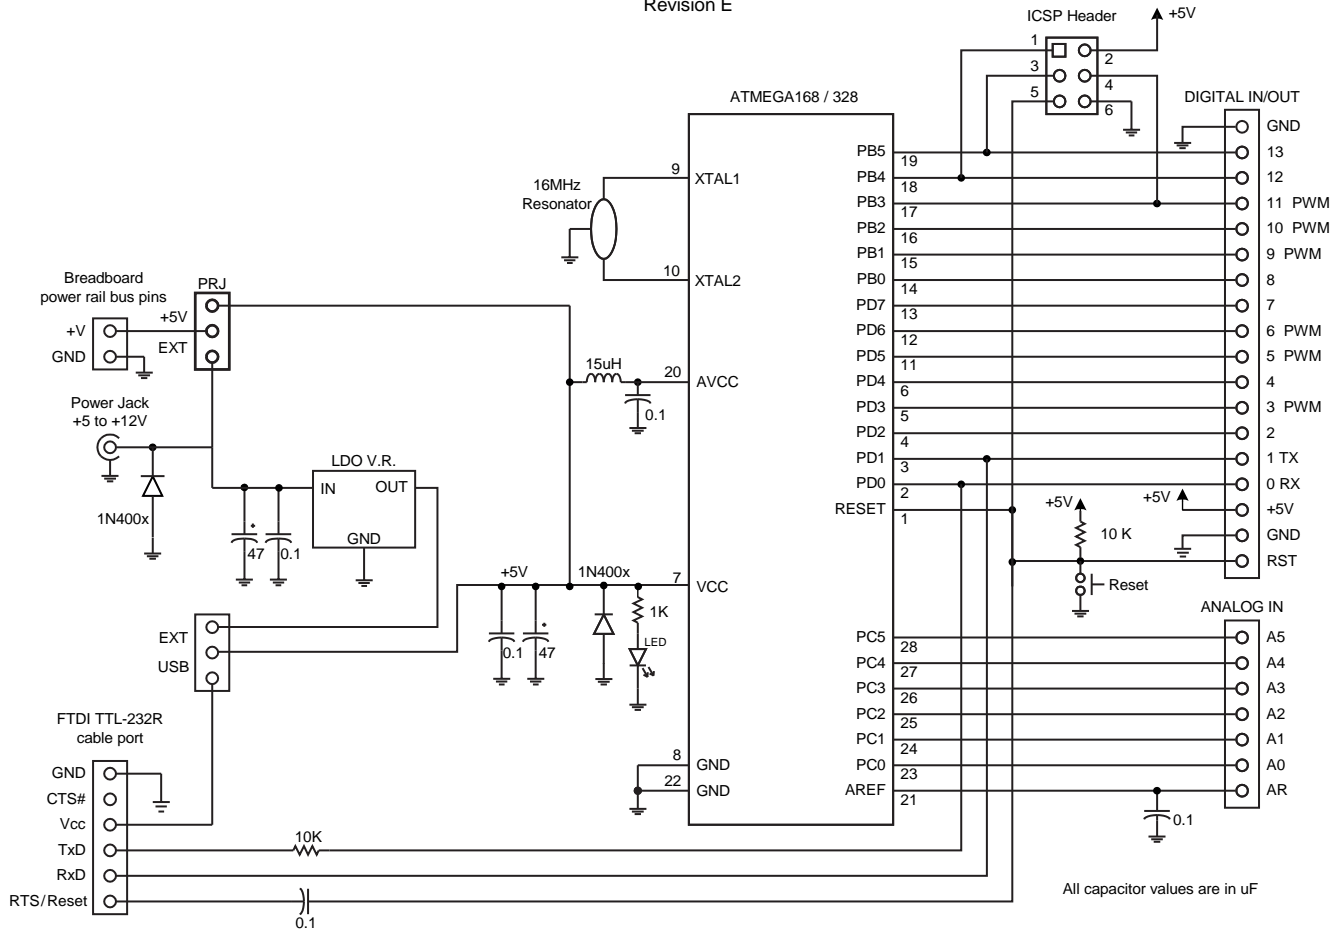 Revision E
ICSP Header
+5V
1
2
3
4
5
6
ATMEGA168 / 328
DIGITAL IN/OUT
GND
PB5
19
13
PB4
18
12
PB3
17
11 PWM
PB2
16
10 PWM
PB1
15
9 PWM
PB0
14
8
PD7
13
7
PD6
12
6 PWM
PD5
11
5 PWM
PD4
6
4
PD3
5
3 PWM
PD2
4
2
PD1
3
1 TX
PD0
2
0 RX
RESET
1
+5V
+5V
+5V
10 K
GND
RST
Reset
9
XTAL1
16MHz
Resonator
10
XTAL2
Breadboard
power rail bus pins
PRJ
+5V
+V
EXT
GND
15uH
20
AVCC
0.1
Power Jack
+5 to +12V
1N400x
LDO V.R.
IN
OUT
GND
47
0.1
+5V
1N400x
7
VCC
1K
LED
0.1
47
EXT
USB
ANALOG IN
PC5
28
A5
PC4
27
A4
PC3
26
A3
PC2
25
A2
PC1
24
A1
PC0
23
A0
AREF
21
AR
0.1
8
GND
22
GND
FTDI TTL-232R
cable port
GND
CTS#
Vcc
TxD
10K
RxD
RTS/Reset
0.1
All capacitor values are in uF